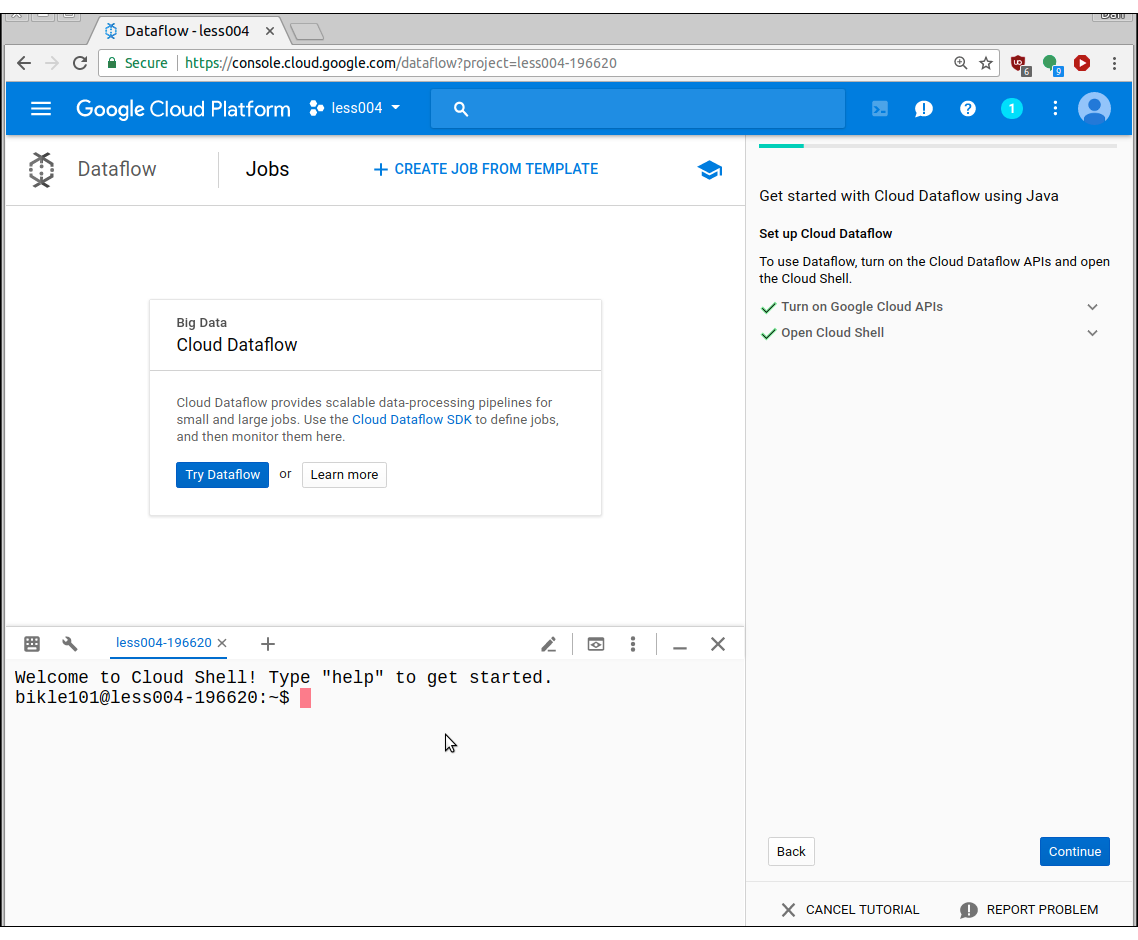 Dataflow - less004
Secure
https://console.cloud.google.com/dataflow?project=less004-196620
6
9
Google Cloud Platform
less004
1
Dataflow
Jobs
CREATE JOB FROM TEMPLATE
Big Data
Cloud Dataflow
Cloud Dataflow provides scalable data-processing pipelines for
small and large jobs. Use the Cloud Dataflow SDK to define jobs,
and then monitor them here.
Try Dataflow or Learn more
less004-196620
Welcome to Cloud Shell! Type "help" to get started.
bikle101@less004-196620:~$
Get started with Cloud Dataflow using Java
Set up Cloud Dataflow
To use Dataflow, turn on the Cloud Dataflow APIs and open
the Cloud Shell.
Turn on Google Cloud APIs
Open Cloud Shell
Back
Continue
CANCEL TUTORIAL
REPORT PROBLEM